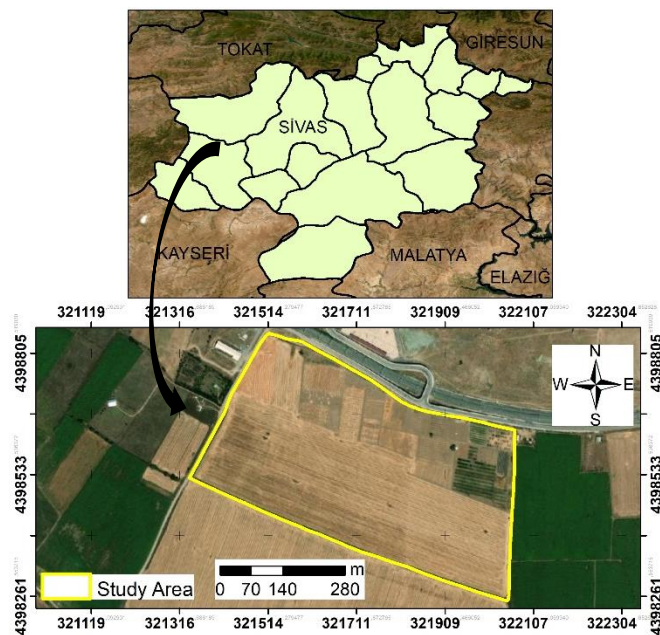 TOKAT
GİRESUN
SİVAS
KAYSERİ
MALATYA
ELAZIĞ
321119 321316 321514 321711 321909 322107 322304
4398805
4398533
4398261
N
W E
S
4398805
4398533
4398261
Study Area
m
0 70 140 280
321119 321316 321514 321711 321909 322107 322304